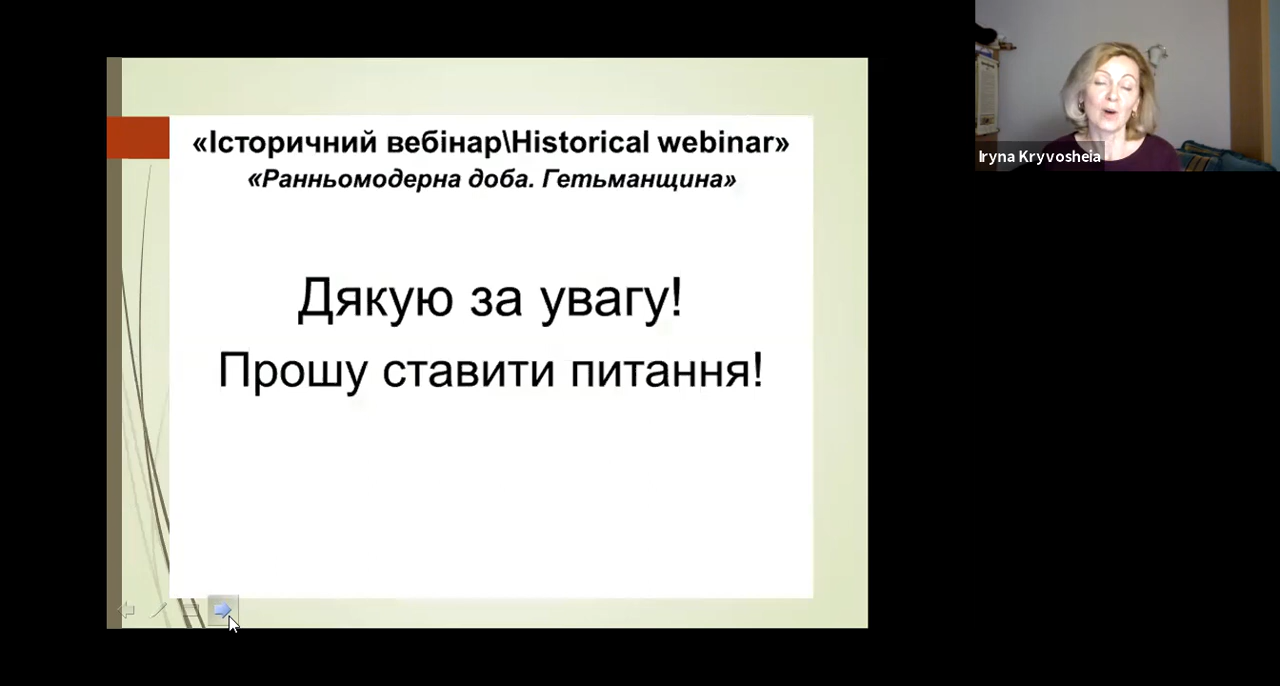 «Історичний вебінар\Historical webinar»
«Ранньомодерна доба. Гетьманщина»
Дякую за увагу!
Прошу ставити питання!
Iryna Kryvosheia